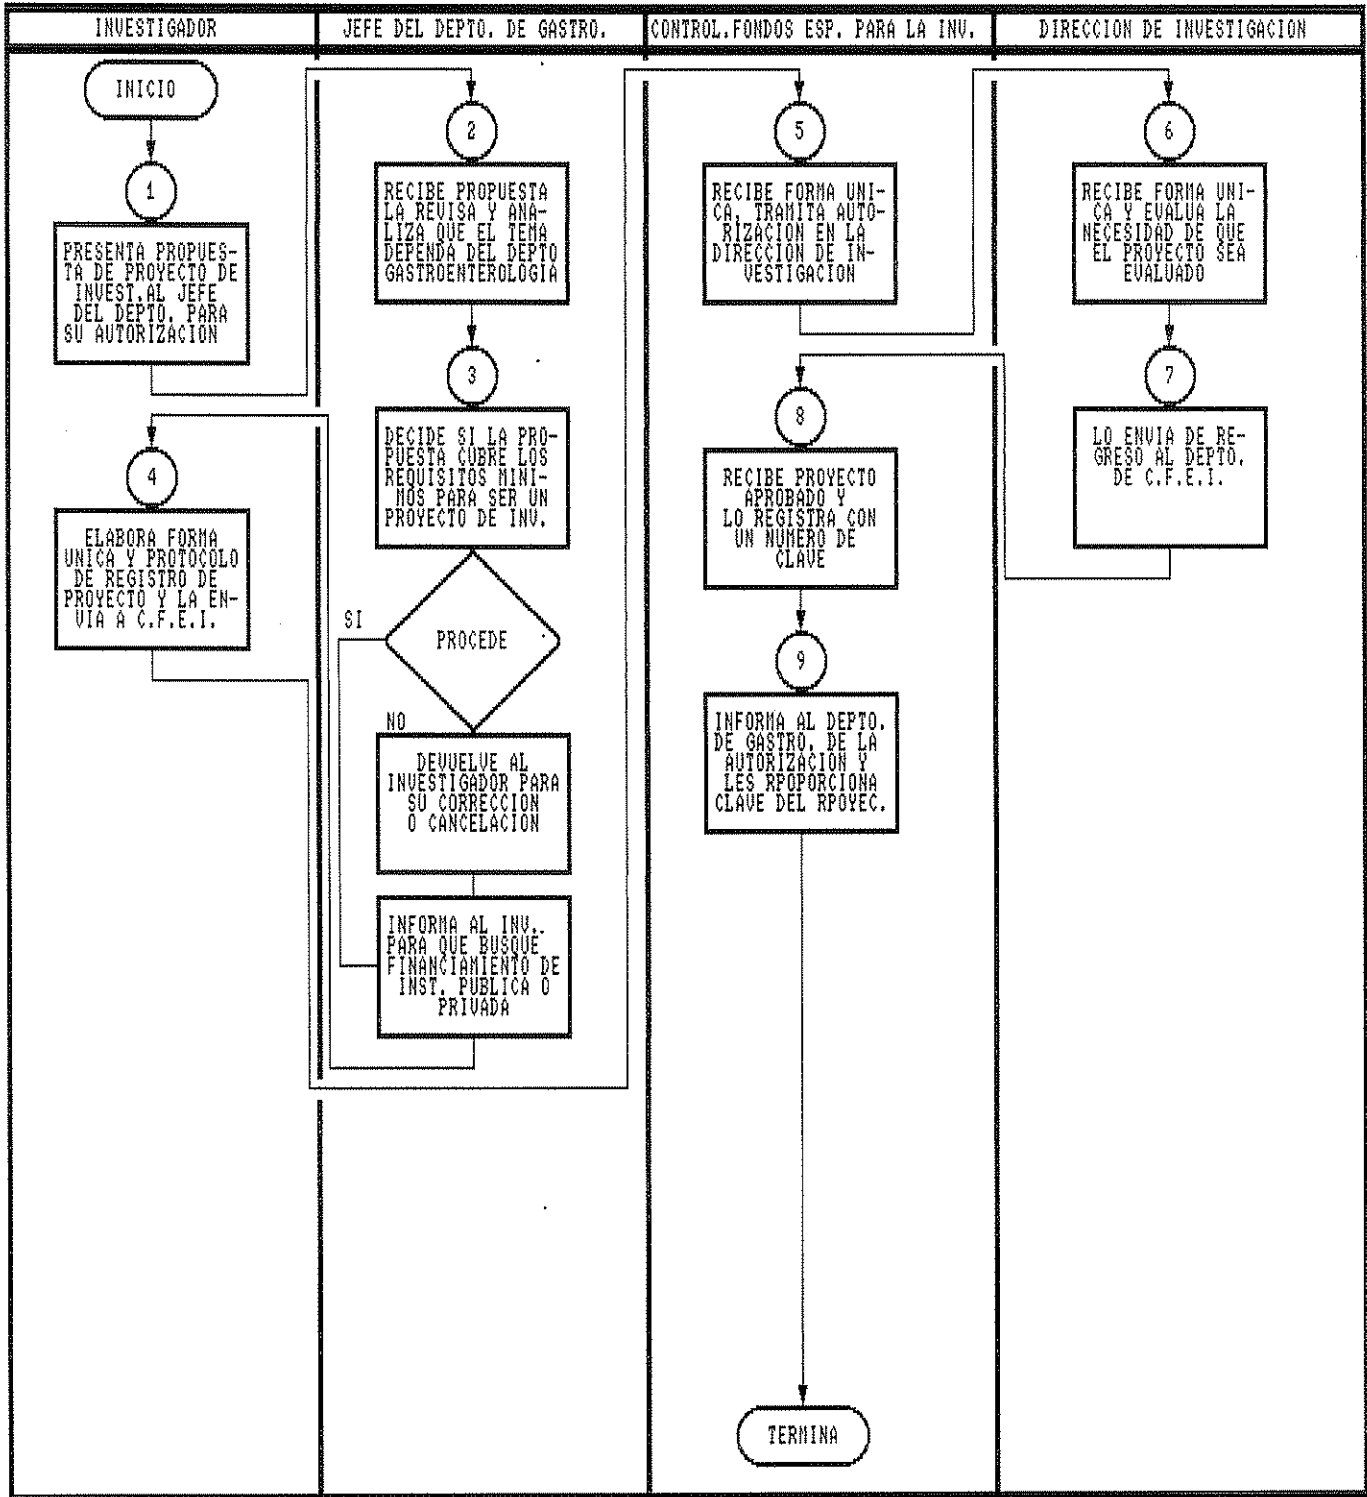 INVESTIGADOR
JEFE DEL DEPTO. DE GASTRO.
CONTROL.FONDOS ESP. PARA LA INV.
DIRECCION DE INVESTIGACION
INICIO
1
PRESENTA PROPUES-
TA DE PROYECTO DE
INVEST.AL JEFE
DEL DEPTO. PARA
SU AUTORIZACION
2
RECIBE PROPUESTA
LA REVISA Y ANA-
LIZA QUE EL TEMA
DEPENDA DEL DEPTO
GASTROENTEROLOGIA
3
DECIDE SI LA PRO-
PUESTA CUBRE LOS
REQUISITOS MINI-
MOS PARA SER UN
PROYECTO DE INV.
PROCEDE
SI
NO
DEVUELVE AL
INVESTIGADOR PARA
SU CORRECCION
O CANCELACION
INFORMA AL INV..
PARA QUE BUSQUE
FINANCIAMIENTO DE
INST. PUBLICA O
PRIVADA
4
ELABORA FORMA
UNICA Y PROTOCOLO
DE REGISTRO DE
PROYECTO Y LA EN-
VIA A C.F.E.I.
5
RECIBE FORMA UNI-
CA, TRAMITA AUTO-
RIZACION EN LA
DIRECCION DE IN-
VESTIGACION
6
RECIBE FORMA UNI-
CA Y EVALUA LA
NECESIDAD DE QUE
EL PROYECTO SEA
EVALUADO
7
LO ENVIA DE RE-
GRESO AL DEPTO.
DE C.F.E.I.
8
RECIBE PROYECTO
APROBADO Y
LO REGISTRA CON
UN NUMERO DE
CLAVE
9
INFORMA AL DEPTO.
DE GASTRO. DE LA
AUTORIZACION Y
LES RPOPORCIONA
CLAVE DEL RPOYEC.
TERMINA